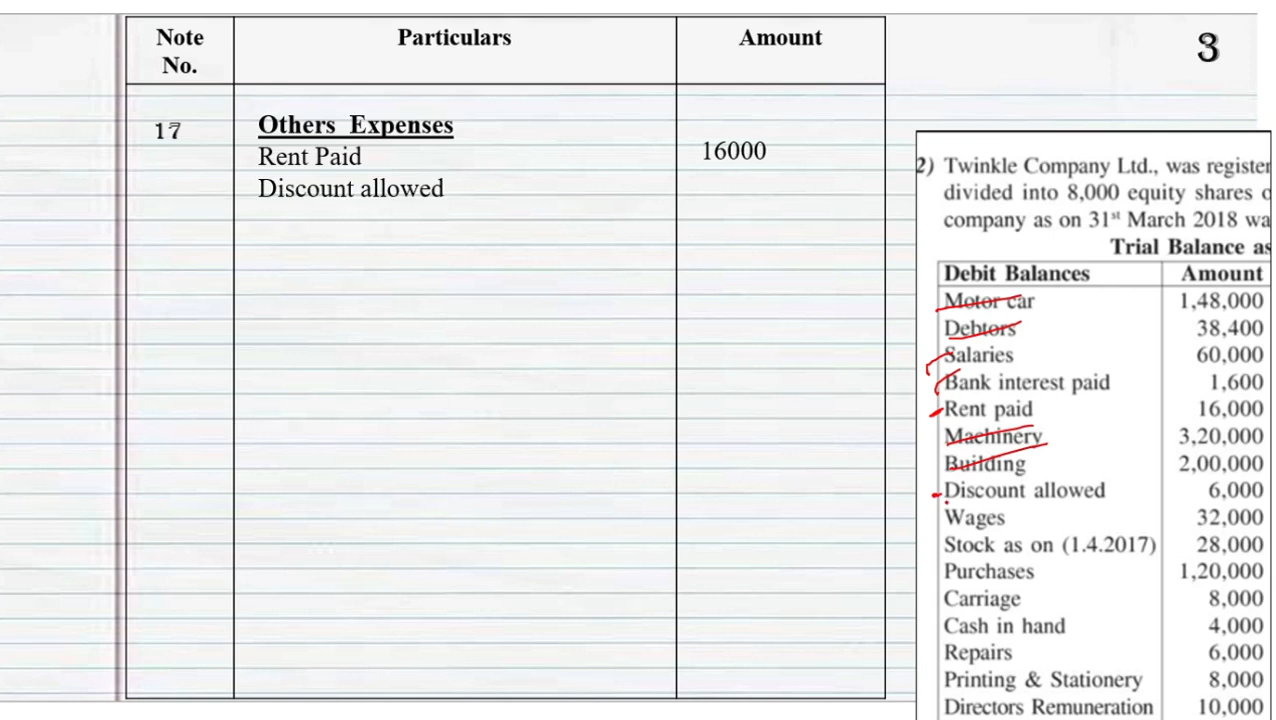 Note No. Particulars Amount
3
17 Others Expenses
Rent Paid 16000
Discount allowed
2) Twinkle Company Ltd., was register
divided into 8,000 equity shares o
company as on 31st March 2018 wa
Trial Balance as
Debit Balances Amount
Motor car 1,48,000
Debtors 38,400
Salaries 60,000
Bank interest paid 1,600
Rent paid 16,000
Machinery 3,20,000
Building 2,00,000
Discount allowed 6,000
Wages 32,000
Stock as on (1.4.2017) 28,000
Purchases 1,20,000
Carriage 8,000
Cash in hand 4,000
Repairs 6,000
Printing & Stationery 8,000
Directors Remuneration 10,000